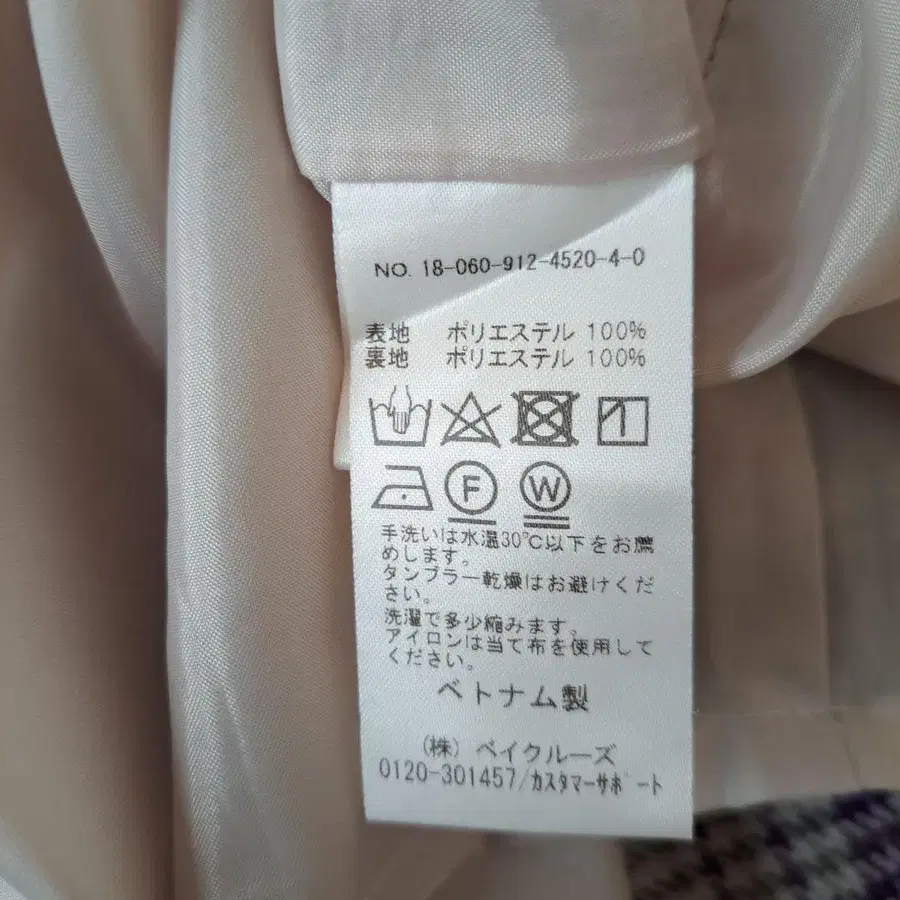 NO. 18-060-912-4520-4-0
表地 ポリエステル 100%
裏地 ポリエステル 100%
F W
手洗いは水温30℃以下をお薦
めします。
タンブラー乾燥はお避けくだ
さい。
洗濯で多少縮みます。
アイロンは当て布を使用して
ください。
ベトナム製
(株) ベイクルーズ
0120-301457/カスタマーサポート